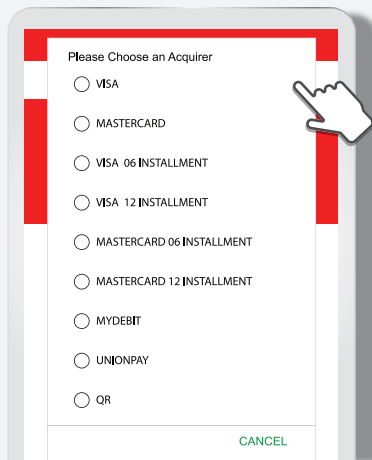 Please Choose an Acquirer
VISA
MASTERCARD
VISA 06 INSTALLMENT
VISA 12 INSTALLMENT
MASTERCARD 06 INSTALLMENT
MASTERCARD 12 INSTALLMENT
MYDEBIT
UNIONPAY
QR
CANCEL